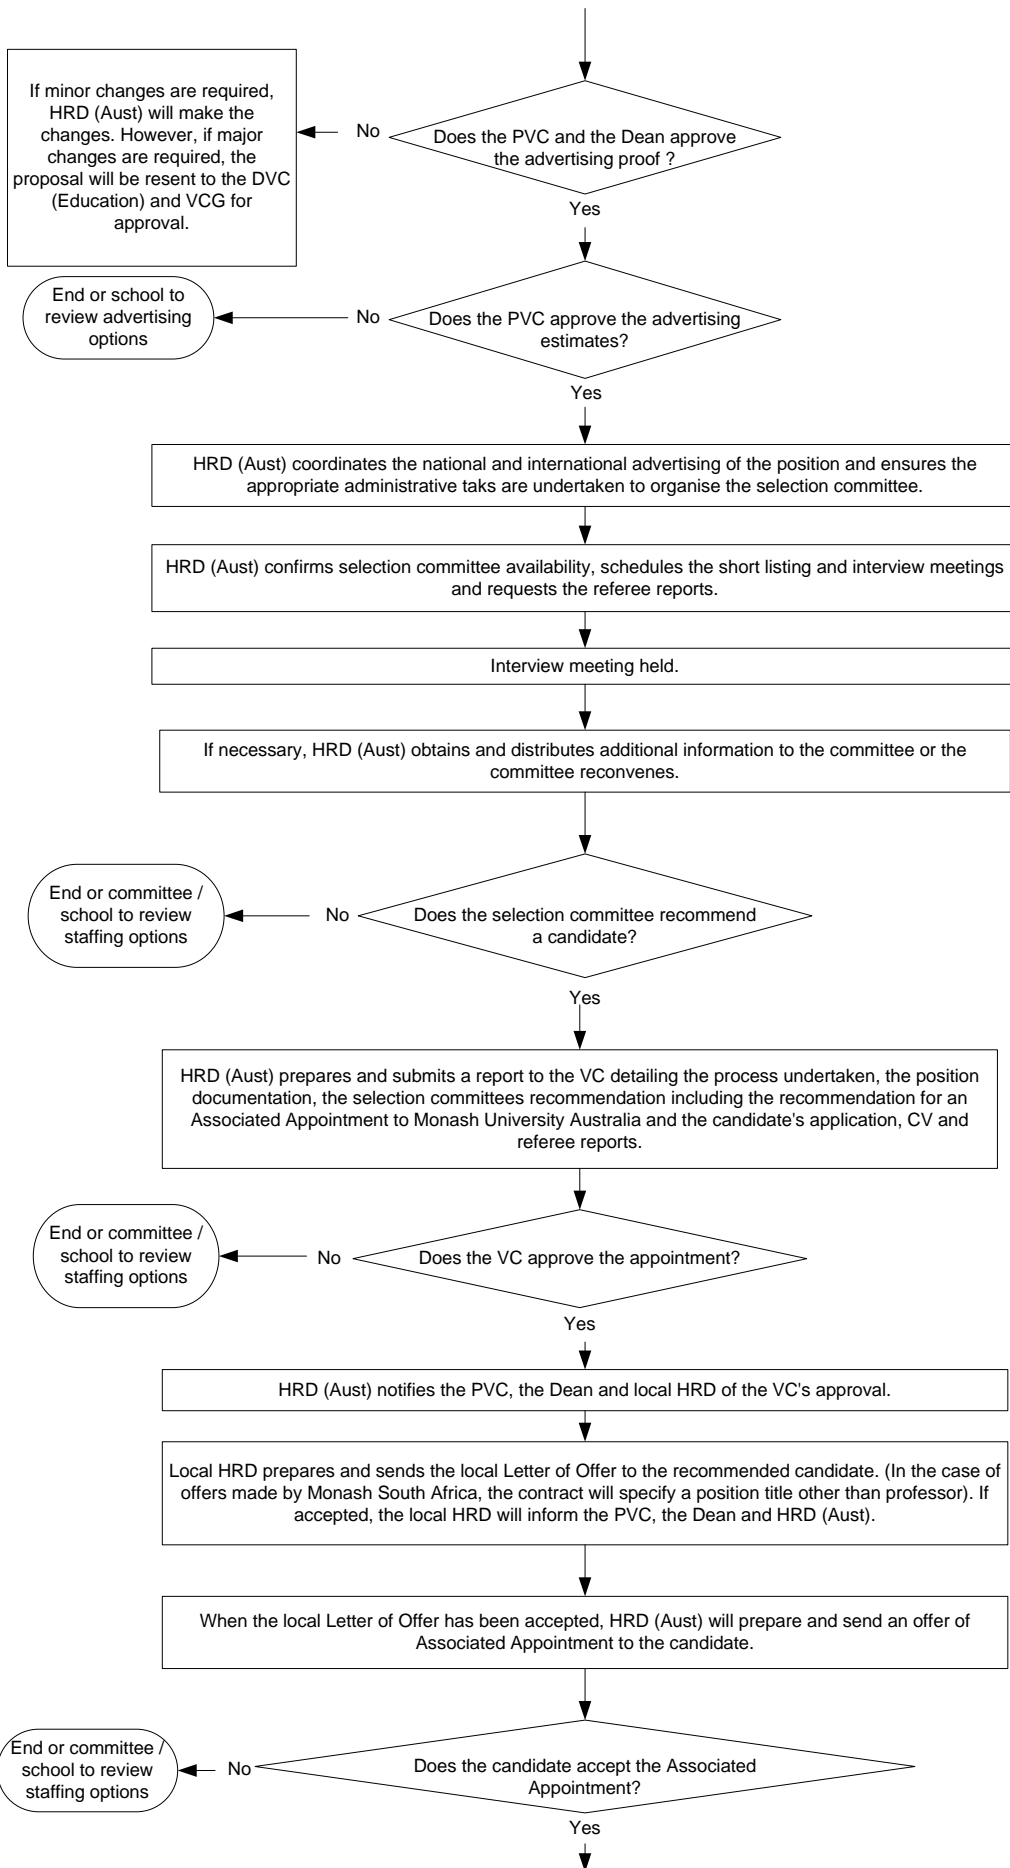 If minor changes are required,
HRD (Aust) will make the
changes. However, if major
changes are required, the
proposal will be resent to the DVC
(Education) and VCG for
approval.
No
Does the PVC and the Dean approve
the advertising proof ?
Yes
End or school to
review advertising
options
No
Does the PVC approve the advertising
estimates?
Yes
HRD (Aust) coordinates the national and international advertising of the position and ensures the
appropriate administrative taks are undertaken to organise the selection committee.
HRD (Aust) confirms selection committee availability, schedules the short listing and interview meetings
and requests the referee reports.
Interview meeting held.
If necessary, HRD (Aust) obtains and distributes additional information to the committee or the
committee reconvenes.
End or committee /
school to review
staffing options
No
Does the selection committee recommend
a candidate?
Yes
HRD (Aust) prepares and submits a report to the VC detailing the process undertaken, the position
documentation, the selection committees recommendation including the recommendation for an
Associated Appointment to Monash University Australia and the candidate's application, CV and
referee reports.
End or committee /
school to review
staffing options
No
Does the VC approve the appointment?
Yes
HRD (Aust) notifies the PVC, the Dean and local HRD of the VC's approval.
Local HRD prepares and sends the local Letter of Offer to the recommended candidate. (In the case of
offers made by Monash South Africa, the contract will specify a position title other than professor). If
accepted, the local HRD will inform the PVC, the Dean and HRD (Aust).
When the local Letter of Offer has been accepted, HRD (Aust) will prepare and send an offer of
Associated Appointment to the candidate.
End or committee /
school to review
staffing options
No
Does the candidate accept the Associated
Appointment?
Yes